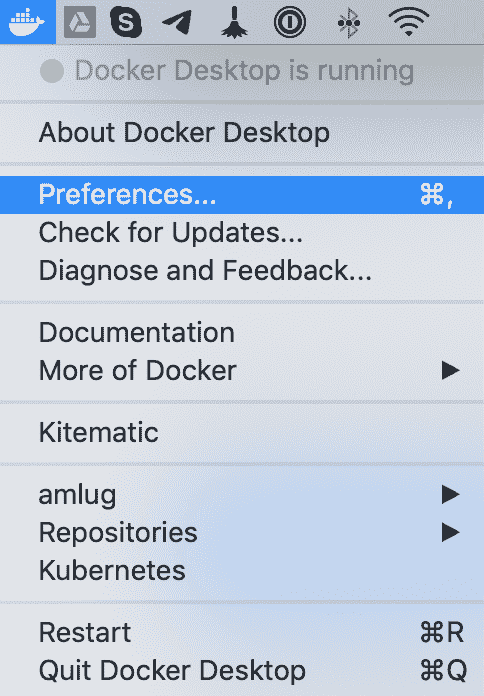 Docker Desktop is running
About Docker Desktop
Preferences... ⌘,
Check for Updates...
Diagnose and Feedback...
Documentation
More of Docker ▶
Kitematic
amlug ▶
Repositories ▶
Kubernetes
Restart ⌘R
Quit Docker Desktop ⌘Q